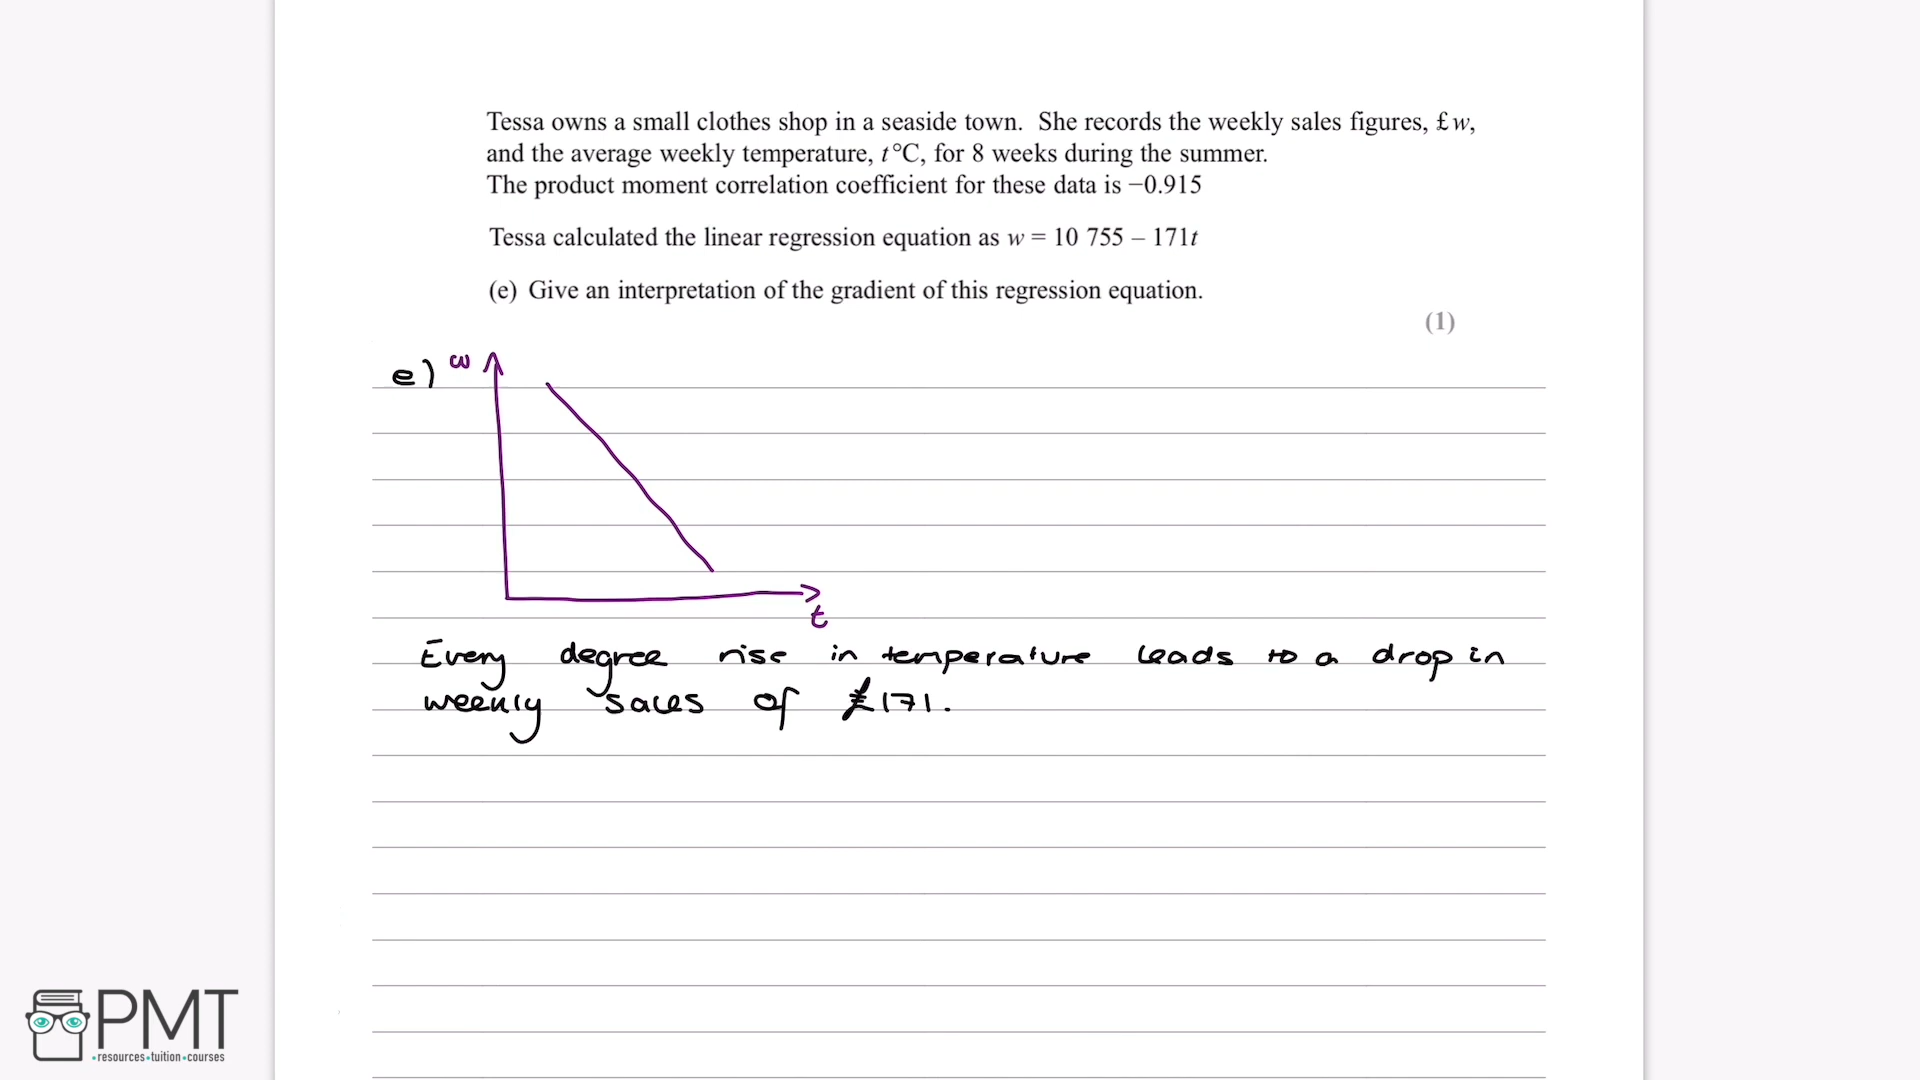 Tessa owns a small clothes shop in a seaside town. She records the weekly sales figures, £w,
and the average weekly temperature, t°C, for 8 weeks during the summer.
The product moment correlation coefficient for these data is −0.915
Tessa calculated the linear regression equation as w = 10 755 – 171t
(e) Give an interpretation of the gradient of this regression equation.
(1)
e)
w
t
Every degree rise in temperature leads to a drop in
weekly sales of £171.
PMT
•resources•tuition•courses